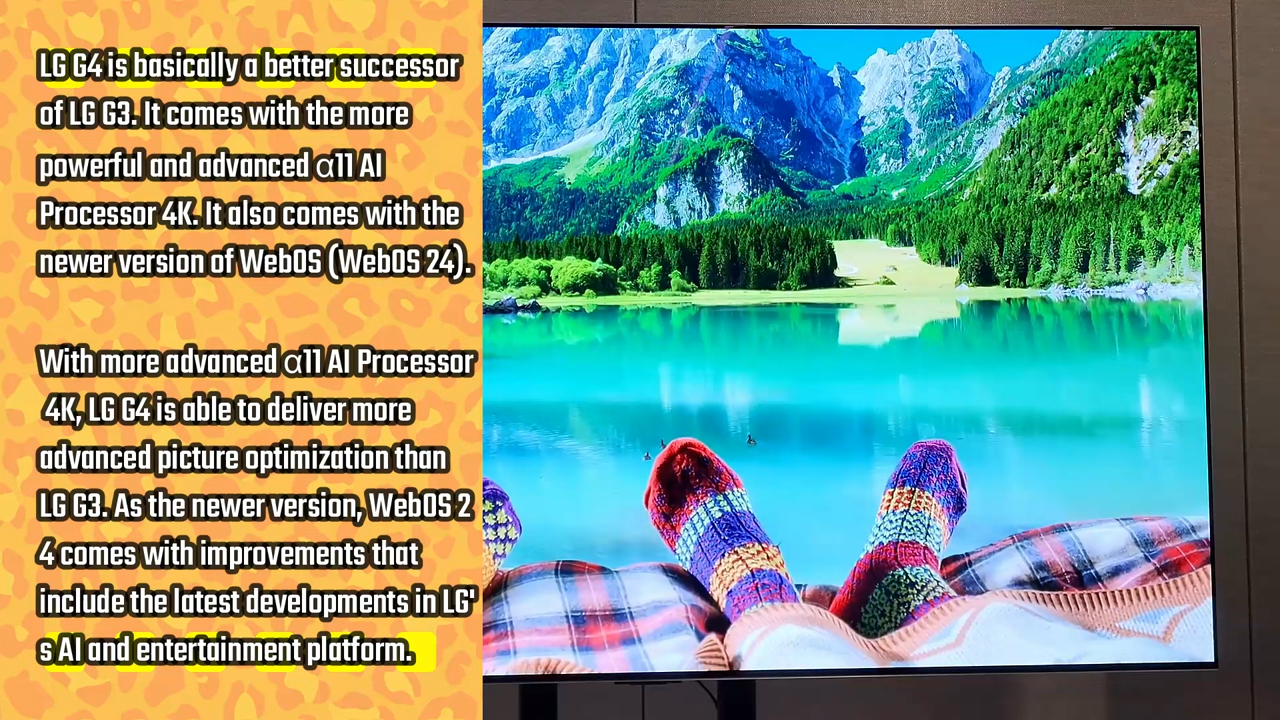 LG G4 is basically a better successor
of LG G3. It comes with the more
powerful and advanced α11 AI
Processor 4K. It also comes with the
newer version of WebOS (WebOS 24).
With more advanced α11 AI Processor
4K, LG G4 is able to deliver more
advanced picture optimization than
LG G3. As the newer version, WebOS 2
4 comes with improvements that
include the latest developments in LG'
s AI and entertainment platform.